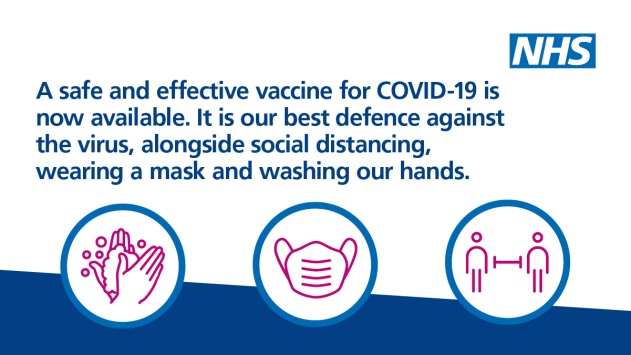 NHS
A safe and effective vaccine for COVID-19 is
now available. It is our best defence against
the virus, alongside social distancing,
wearing a mask and washing our hands.